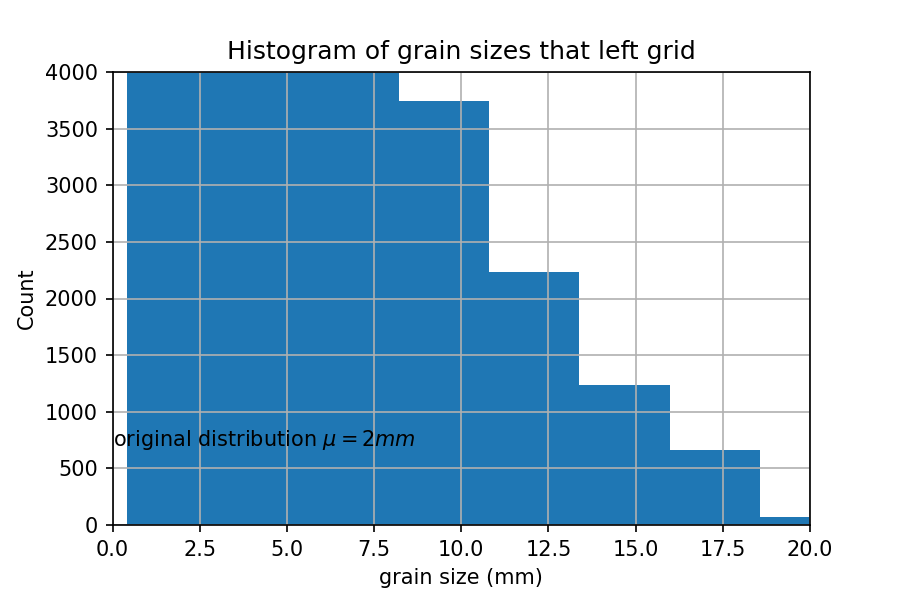 Histogram of grain sizes that left grid
4000
3500
3000
2500
2000
1500
1000
500
0
Count
original distribution μ = 2mm
0.0 2.5 5.0 7.5 10.0 12.5 15.0 17.5 20.0
grain size (mm)